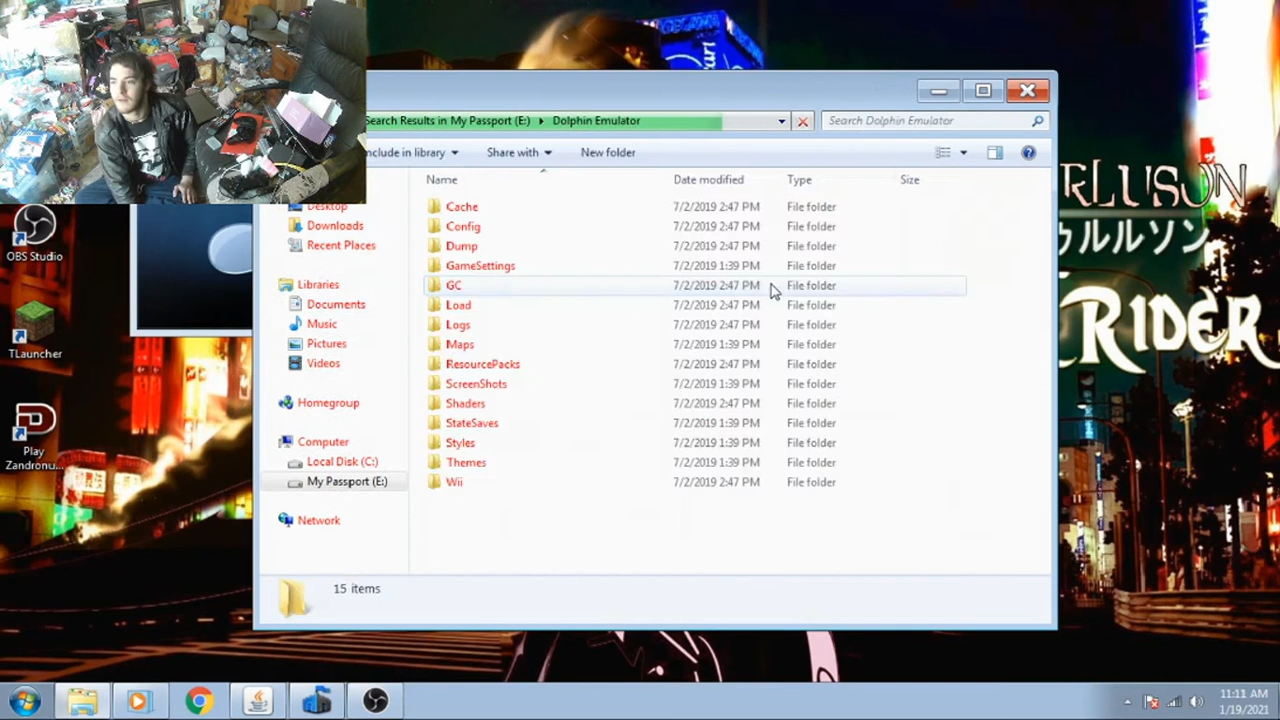 Search Results in My Passport (E:) Dolphin Emulator
Search Dolphin Emulator
Include in library Share with New folder
Name Date modified Type Size
Desktop
Downloads
Recent Places
Libraries
Documents
Music
Pictures
Videos
Homegroup
Computer
Local Disk (C:)
My Passport (E:)
Network
Cache 7/2/2019 2:47 PM File folder
Config 7/2/2019 2:47 PM File folder
Dump 7/2/2019 2:47 PM File folder
GameSettings 7/2/2019 1:39 PM File folder
GC 7/2/2019 2:47 PM File folder
Load 7/2/2019 2:47 PM File folder
Logs 7/2/2019 2:47 PM File folder
Maps 7/2/2019 1:39 PM File folder
ResourcePacks 7/2/2019 2:47 PM File folder
ScreenShots 7/2/2019 1:39 PM File folder
Shaders 7/2/2019 2:47 PM File folder
StateSaves 7/2/2019 1:39 PM File folder
Styles 7/2/2019 1:39 PM File folder
Themes 7/2/2019 1:39 PM File folder
Wii 7/2/2019 2:47 PM File folder
15 items
OBS Studio
TLauncher
Play
Zandronu...
RLUSON
ゥルルソン
RIDER
11:11 AM
1/19/2021